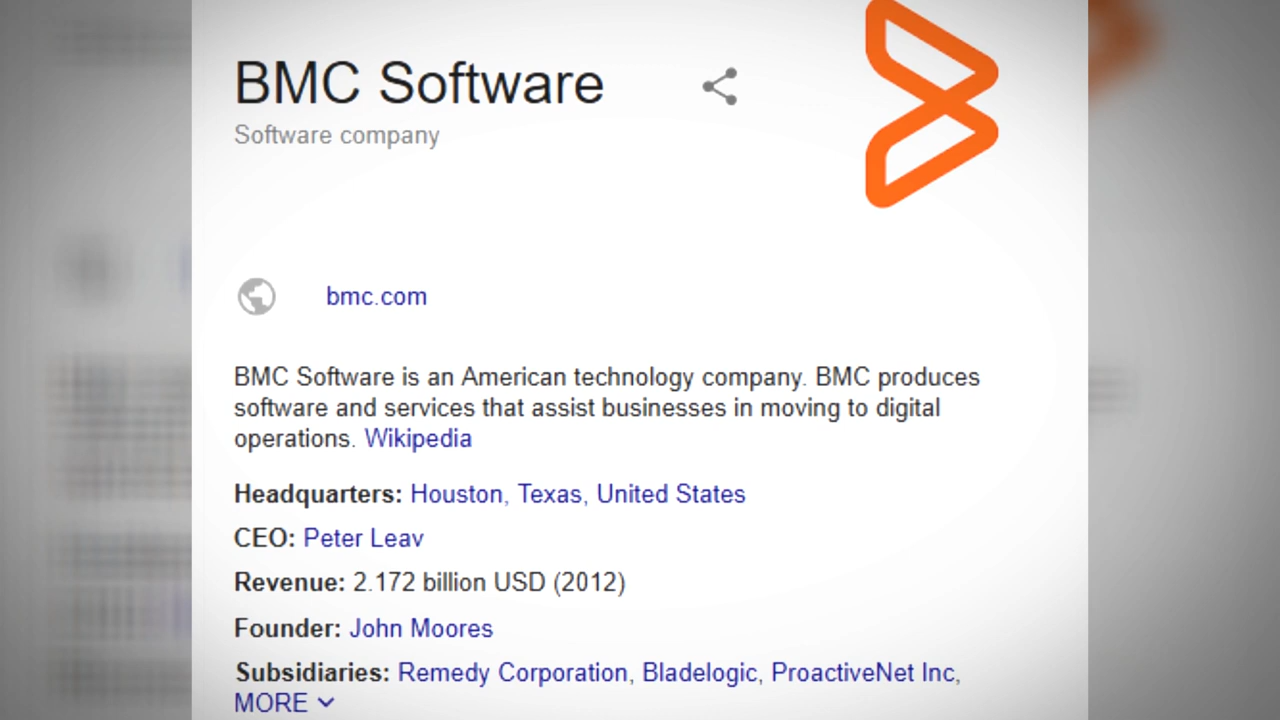 BMC Software
Software company
bmc.com
BMC Software is an American technology company. BMC produces
software and services that assist businesses in moving to digital
operations. Wikipedia
Headquarters: Houston, Texas, United States
CEO: Peter Leav
Revenue: 2.172 billion USD (2012)
Founder: John Moores
Subsidiaries: Remedy Corporation, Bladelogic, ProactiveNet Inc,
MORE